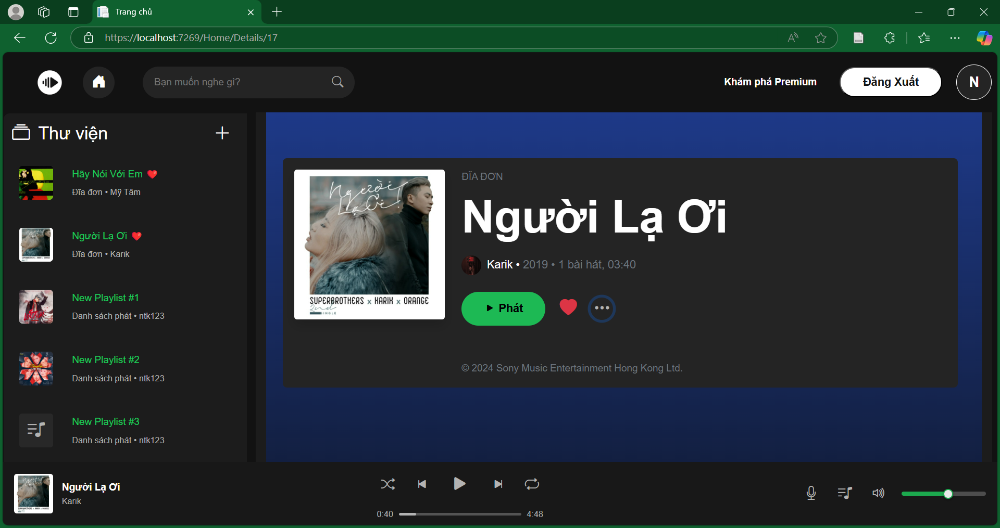 Trang chủ
https://localhost:7269/Home/Details/17
Bạn muốn nghe gì?
Khám phá Premium
Đăng Xuất
N
Thư viện
Hãy Nói Với Em
Đĩa đơn • Mỹ Tâm
Người Lạ Ơi
Đĩa đơn • Karik
New Playlist #1
Danh sách phát • ntk123
New Playlist #2
Danh sách phát • ntk123
New Playlist #3
Danh sách phát • ntk123
Người Lạ Ơi!
SUPERBROTHERS x KARIK x ORANGE
2nd
SINGLE
ĐĨA ĐƠN
Người Lạ Ơi
Karik • 2019 • 1 bài hát, 03:40
Phát
© 2024 Sony Music Entertainment Hong Kong Ltd.
Người Lạ Ơi
Karik
0:40
4:48